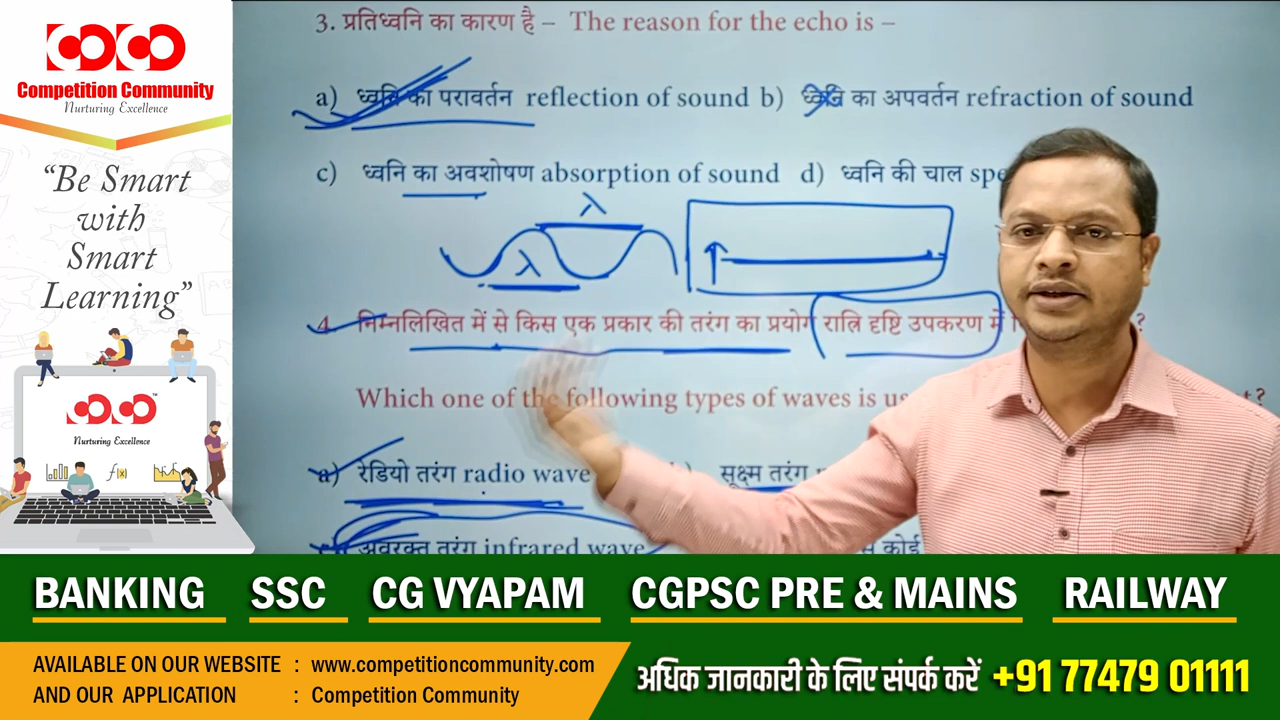 Competition Community
Nurturing Excellence
“Be Smart
with
Smart
Learning”
Nurturing Excellence
3. प्रतिध्वनि का कारण है – The reason for the echo is –
a) ध्वनि का परावर्तन reflection of sound b) ध्वनि का अपवर्तन refraction of sound
c) ध्वनि का अवशोषण absorption of sound d) ध्वनि की चाल spe
λ
λ
4. निम्नलिखित में से किस एक प्रकार की तरंग का प्रयोग रात्रि दृष्टि उपकरण में ?
Which one of the following types of waves is us t?
a) रेडियो तरंग radio wave b) सूक्ष्म तरंग
c) अवरक्त तरंग infrared wave कोई
BANKING SSC CG VYAPAM CGPSC PRE & MAINS RAILWAY
AVAILABLE ON OUR WEBSITE : www.competitioncommunity.com
AND OUR APPLICATION : Competition Community
अधिक जानकारी के लिए संपर्क करें +91 77479 01111